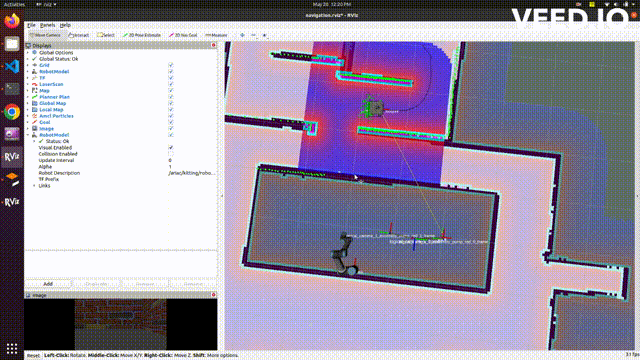 Activities
rviz
May 20 12:20 PM
navigation.rviz* - RViz
VEED.IO
File Panels Help
Move Camera
Interact
Select
2D Pose Estimate
2D Nav Goal
Measure
Displays
Global Options
Global Status: Ok
Grid
RobotModel
TF
LaserScan
Map
Planner Plan
Global Map
Local Map
Amcl Particles
Goal
Image
RobotModel
Status: Ok
Visual Enabled
Collision Enabled
Update Interval 0
Alpha 1
Robot Description
TF Prefix
Links
Add
Image
RViz
RViz
Reset Left-Click: Rotate. Middle-Click: Move X/Y. Right-Click: Move Z. Shift: More options.
31 fps